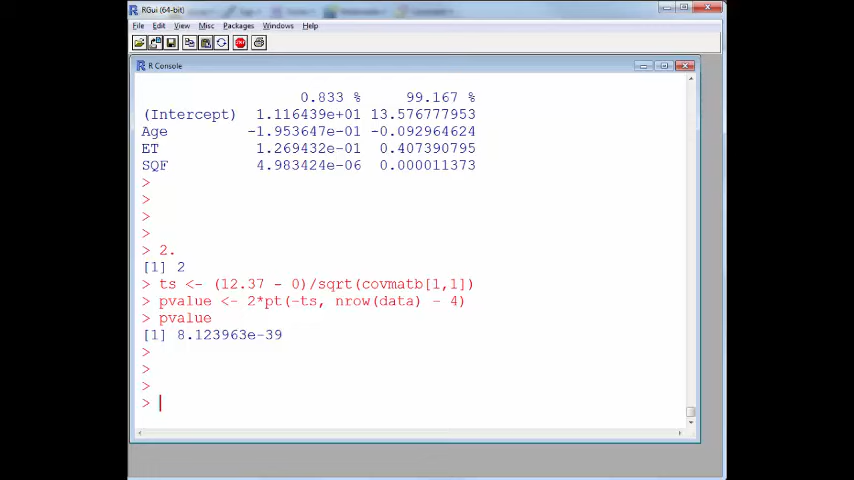 RGui (64-bit)
File Edit View Misc Packages Windows Help
STOP
R Console
0.833 % 99.167 %
(Intercept) 1.116439e+01 13.576777953
Age -1.953647e-01 -0.092964624
ET 1.269432e-01 0.407390795
SQF 4.983424e-06 0.000011373
>
>
>
>
> 2.
[1] 2
> ts <- (12.37 - 0)/sqrt(covmatb[1,1])
> pvalue <- 2*pt(-ts, nrow(data) - 4)
> pvalue
[1] 8.123963e-39
>
>
>
>